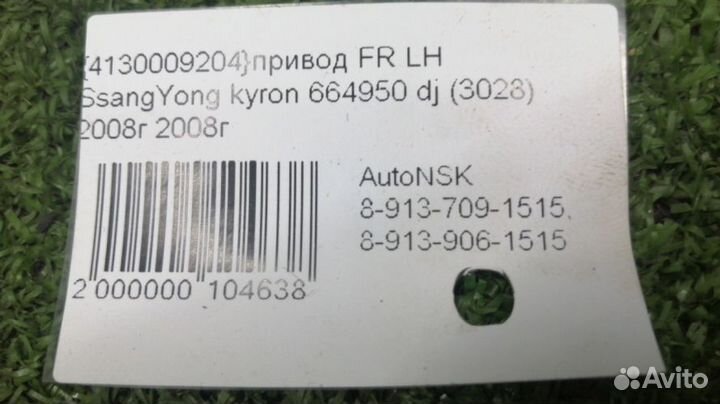 {4130009204}привод FR LH
SsangYong kyron 664950 dj (3028)
2008г 2008г
AutoNSK
8-913-709-1515,
8-913-906-1515
2 000000 104638
Avito